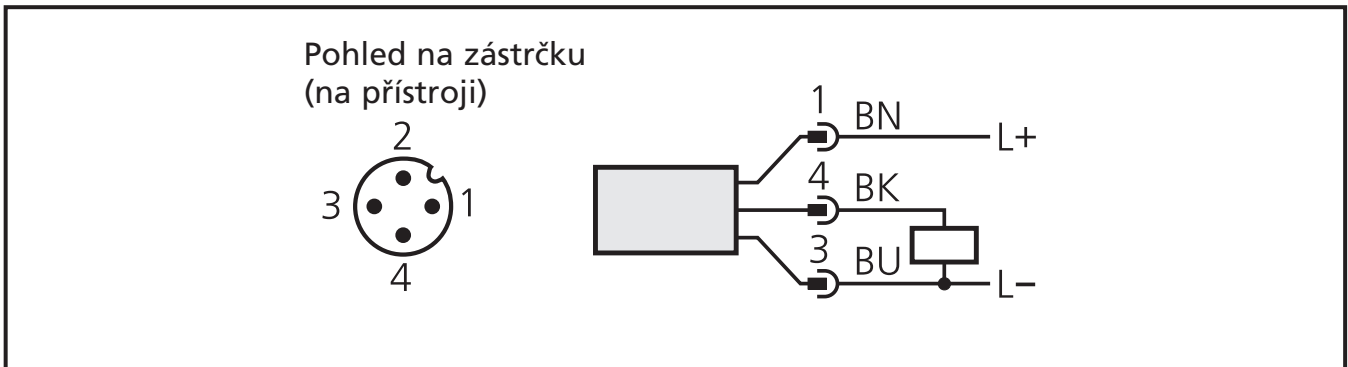 Pohled na zástrčku
(na přístroji)
2
3 1
4
1 BN L+
4 BK
3 BU L−